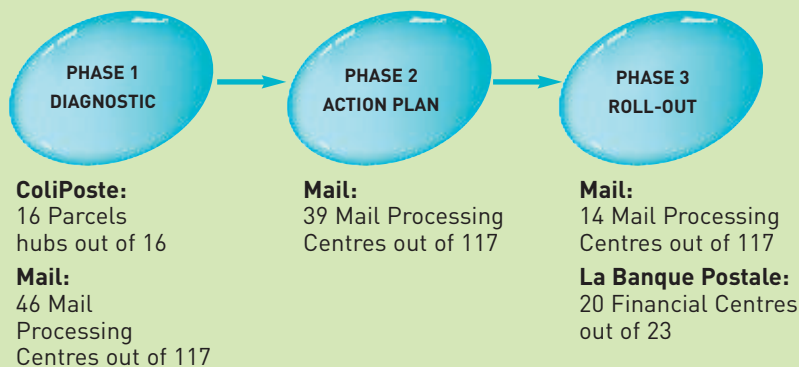 PHASE 1
DIAGNOSTIC
PHASE 2
ACTION PLAN
PHASE 3
ROLL-OUT
ColiPoste:
16 Parcels
hubs out of 16
Mail:
46 Mail
Processing
Centres out of 117
Mail:
39 Mail Processing
Centres out of 117
Mail:
14 Mail Processing
Centres out of 117
La Banque Postale:
20 Financial Centres
out of 23